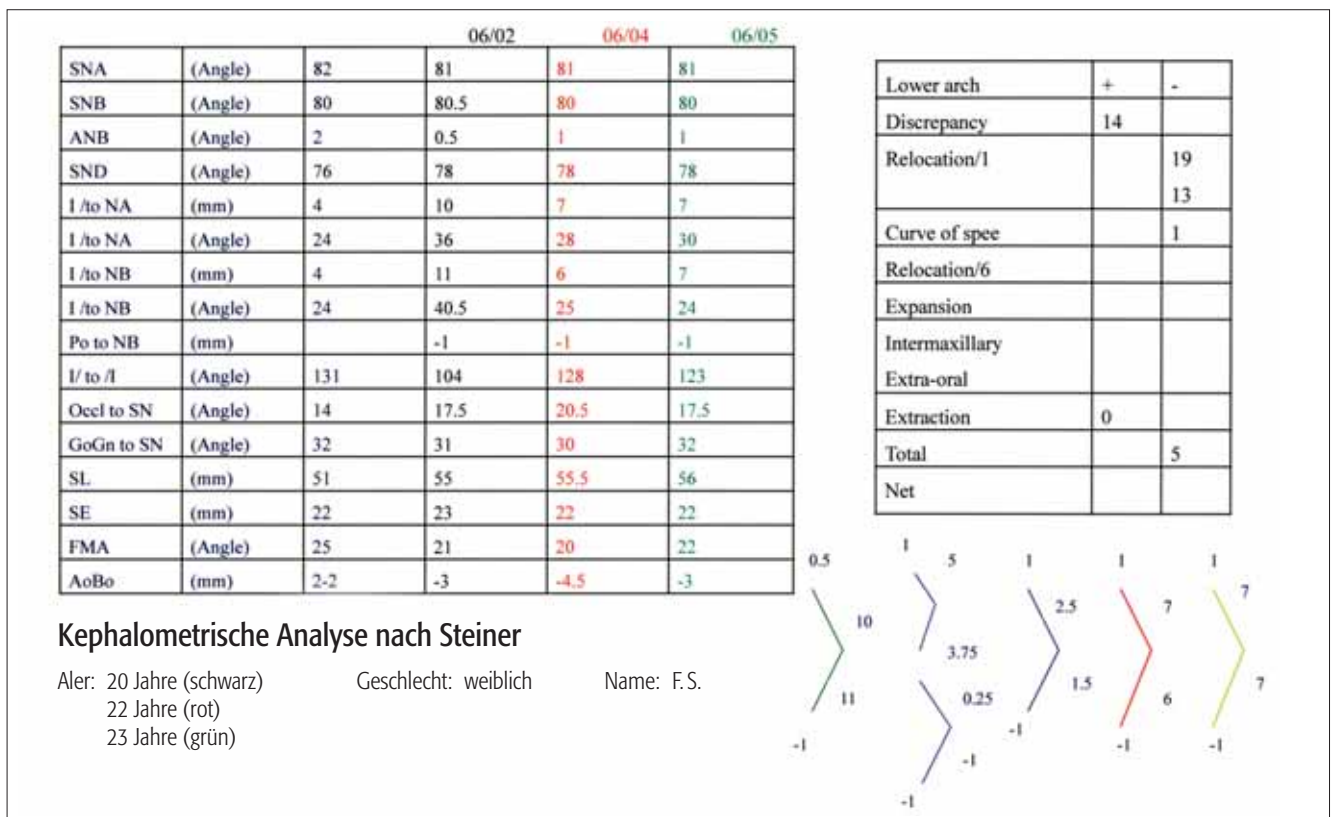 06/02 06/04 06/05
SNA (Angle) 82 81 81 81
SNB (Angle) 80 80.5 80 80
ANB (Angle) 2 0.5 1 1
SND (Angle) 76 78 78 78
I /to NA (mm) 4 10 7 7
I /to NA (Angle) 24 36 28 30
I /to NB (mm) 4 11 6 7
I /to NB (Angle) 24 40.5 25 24
Po to NB (mm) -1 -1 -1
I/ to /I (Angle) 131 104 128 123
Occl to SN (Angle) 14 17.5 20.5 17.5
GoGn to SN (Angle) 32 31 30 32
SL (mm) 51 55 55.5 56
SE (mm) 22 23 22 22
FMA (Angle) 25 21 20 22
AoBo (mm) 2-2 -3 -4.5 -3
Lower arch + -
Discrepancy 14
Relocation/1 19
13
Curve of spee 1
Relocation/6
Expansion
Intermaxillary
Extra-oral
Extraction 0
Total 5
Net
0.5 10 11 -1
1 5 3.75
0.25 -1 -1
1 2.5 1.5 -1
1 7 6 -1
1 7 7 -1
Kephalometrische Analyse nach Steiner
Aler: 20 Jahre (schwarz) Geschlecht: weiblich Name: F. S.
22 Jahre (rot)
23 Jahre (grün)